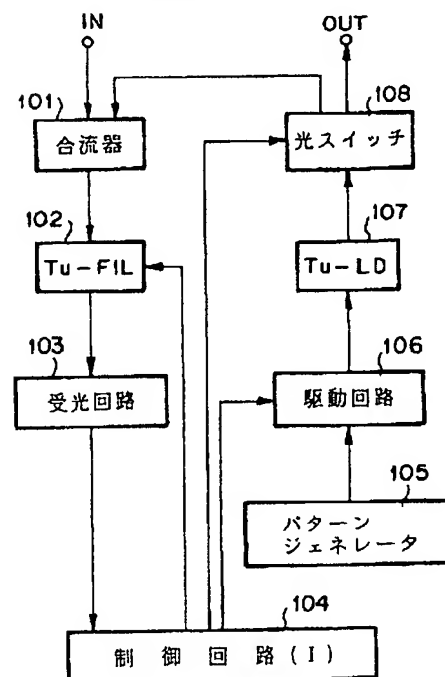 IN
OUT
101
合流器
108
光スイッチ
102
Tu-FIL
107
Tu-LD
103
受光回路
106
駆動回路
105
パターン
ジェネレータ
104
制御回路(I)